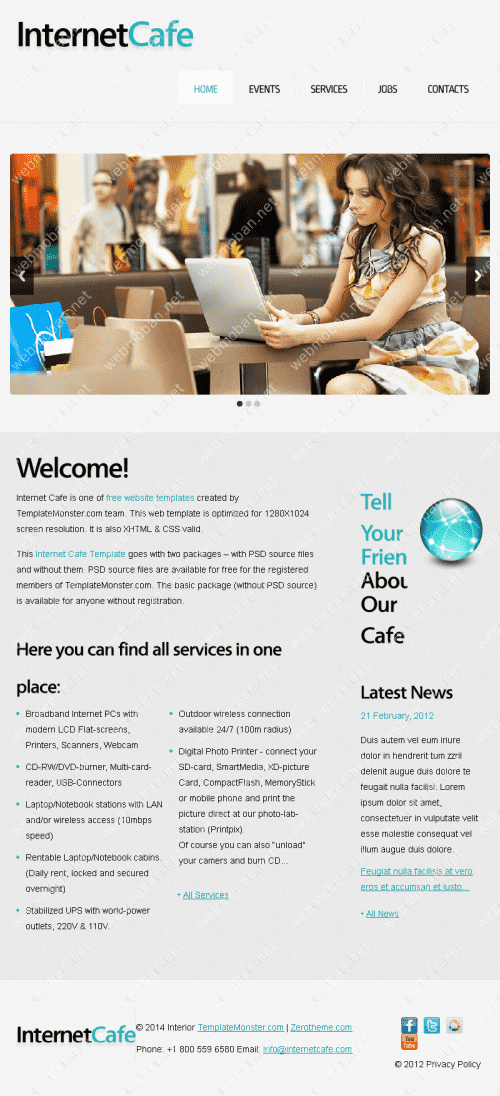 InternetCafe
HOME EVENTS SERVICES JOBS CONTACTS
webmoban.net
Welcome!
Internet Cafe is one of free website templates created by
TemplateMonster.com team. This web template is optimized for 1280X1024
screen resolution. It is also XHTML & CSS valid.
This Internet Cafe Template goes with two packages – with PSD source files
and without them. PSD source files are available for free for the registered
members of TemplateMonster.com. The basic package (without PSD source)
is available for anyone without registration.
Here you can find all services in one
place:
Broadband Internet PCs with
modern LCD Flat-screens,
Printers, Scanners, Webcam
CD-RW/DVD-burner, Multi-card-
reader, USB-Connectors
Laptop/Notebook stations with LAN
and/or wireless access (10mbps
speed)
Rentable Laptop/Notebook cabins.
(Daily rent, locked and secured
overnight)
Stabilized UPS with world-power
outlets, 220V & 110V.
Outdoor wireless connection
available 24/7 (100m radius)
Digital Photo Printer - connect your
SD-card, SmartMedia, XD-picture
Card, CompactFlash, MemoryStick
or mobile phone and print the
picture direct at our photo-lab-
station (Printpix).
Of course you can also "unload"
your camers and burn CD...
All Services
Tell
Your
Frien
Abou
Our
Cafe
Latest News
21 February, 2012
Duis autem vel eum iriure
dolor in hendrerit tum zzril
delenit augue duis dolore te
feugait nulla facilisi. Lorem
ipsum dolor sit amet,
consectetuer in vulputate velit
esse molestie consequat vel
illum augue duis dolore.
Feugiat nulla facilisis at vero
eros et accumsan et iusto...
All News
InternetCafe
© 2014 Interior TemplateMonster.com | Zerotheme.com
Phone: +1 800 559 6580 Email: Info@internetcafe.com
You
Tube
© 2012 Privacy Policy